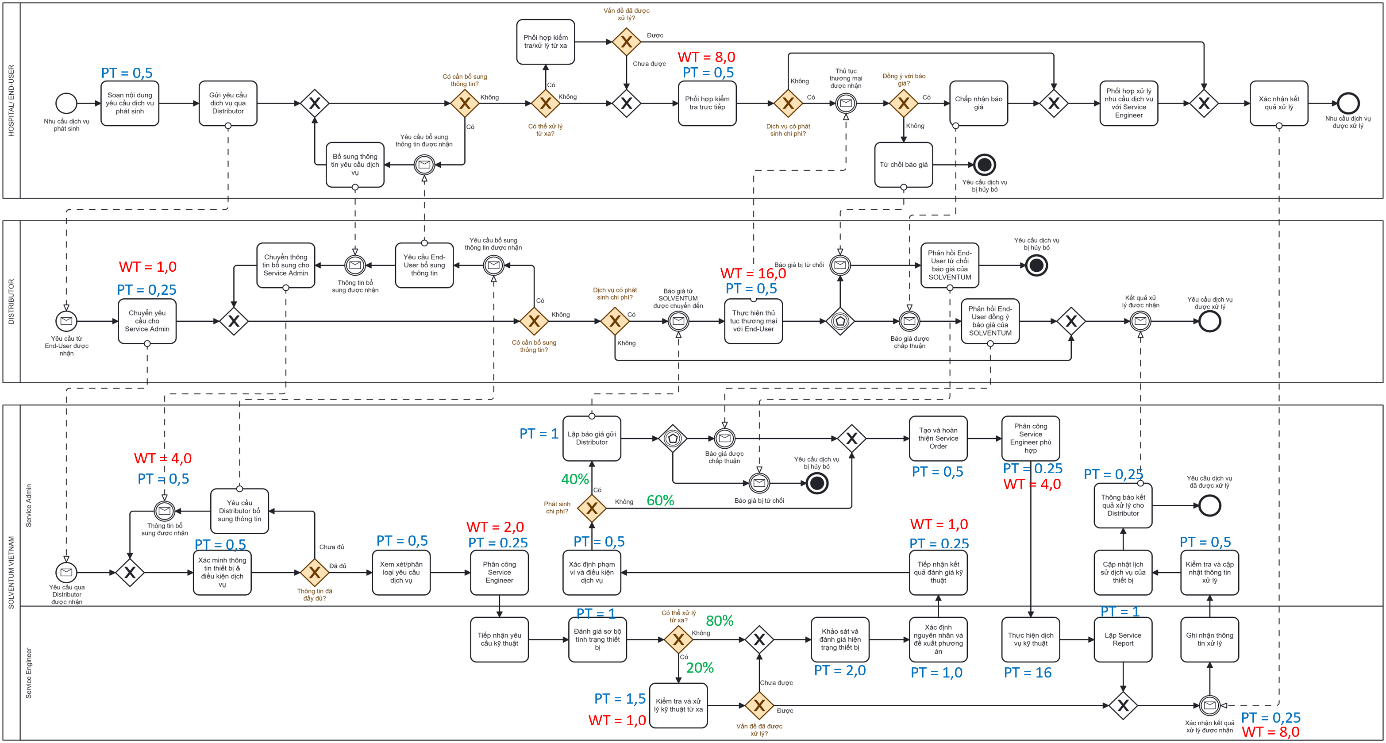 HOSPITAL/ END-USER
Vấn đề đã được
xử lý?
Phối hợp kiểm
tra/xử lý từ xa
Được
Chưa được
PT = 0,5
Soạn nội dung
yêu cầu dịch vụ
phát sinh
Nhu cầu dịch vụ
phát sinh
Gửi yêu cầu
dịch vụ qua
Distributor
X
Có cần bổ sung
thông tin?
Không
Có
Yêu cầu bổ sung
thông tin được nhận
Bổ sung thông
tin yêu cầu dịch
vụ
Có
Không
Có thể xử lý
từ xa?
WT = 8,0
PT = 0,5
Phối hợp kiểm
tra trực tiếp
Không
Có
Dịch vụ có phát
sinh chi phí?
Thủ tục
thương mại
được nhận
Đồng ý với báo
giá?
Có
Không
Chấp nhận báo
giá
Từ chối báo giá
Yêu cầu dịch vụ
bị hủy bỏ
Phối hợp xử lý
nhu cầu dịch vụ
với Service
Engineer
Xác nhận kết
quả xử lý
Nhu cầu dịch vụ
được xử lý
DISTRIBUTOR
WT = 1,0
PT = 0,25
Chuyển yêu
cầu cho
Service Admin
Yêu cầu từ
End-User được
nhận
Chuyển thông
tin bổ sung cho
Service Admin
Thông tin bổ
sung được nhận
Yêu cầu End-
User bổ sung
thông tin
Yêu cầu bổ sung
thông tin được nhận
Có
Không
Có cần bổ sung
thông tin?
Dịch vụ có phát
sinh chi phí?
Có
Không
Báo giá từ
SOLVENTUM
được chuyển đến
WT = 16,0
PT = 0,5
Thực hiện thủ
tục thương mại
với End-User
Báo giá bị từ chối
Báo giá được
chấp thuận
Phản hồi End-
User từ chối
báo giá của
SOLVENTUM
Yêu cầu dịch vụ
bị hủy bỏ
Phản hồi End-
User đồng ý
báo giá của
SOLVENTUM
Kết quả xử
lý được nhận
Yêu cầu dịch vụ
được xử lý
SOLVENTUM VIETNAM
Service Admin
WT = 4,0
PT = 0,5
Thông tin bổ
sung được nhận
Yêu cầu
Distributor bổ
sung thông tin
Yêu cầu qua
Distributor
được nhận
PT = 0,5
Xác minh thông
tin thiết bị &
điều kiện dịch
vụ
Chưa đủ
Đã đủ
Thông tin đã
đầy đủ?
PT = 0,5
Xem xét/phân
loại yêu cầu
dịch vụ
WT = 2,0
PT = 0.25
Phân công
Service
Engineer
PT = 1
Lập báo giá gửi
Distributor
40%
Có
Phát sinh
chi phí?
Không
60%
PT = 0,5
Xác định phạm
vi và điều kiện
dịch vụ
Báo giá được
chấp thuận
Báo giá bị từ chối
Yêu cầu dịch vụ
bị hủy bỏ
Tạo và hoàn
thiện Service
Order
PT = 0,5
Phân công
Service
Engineer phù
hợp
PT = 0.25
WT = 4,0
WT = 1,0
PT = 0.25
Tiếp nhận kết
quả đánh giá kỹ
thuật
PT = 0,25
Thông báo kết
quả xử lý cho
Distributor
Yêu cầu dịch vụ
đã được xử lý
Cập nhật lịch
sử dịch vụ của
thiết bị
PT = 0,5
Kiểm tra và cập
nhật thông tin
xử lý
Service Engineer
Tiếp nhận yêu
cầu kỹ thuật
PT = 1
Đánh giá sơ bộ
tình trạng thiết
bị
Có thể xử lý
từ xa?
80%
Không
Có
20%
PT = 1,5
WT = 1,0
Kiểm tra và xử
lý kỹ thuật từ xa
Chưa được
Được
Vấn đề đã được
xử lý?
Khảo sát và
đánh giá hiện
trạng thiết bị
PT = 2,0
Xác định
nguyên nhân và
đề xuất phương
án
PT = 1,0
Thực hiện dịch
vụ kỹ thuật
PT = 16
PT = 1
Lập Service
Report
Ghi nhận thông
tin xử lý
Xác nhận kết quả
xử lý được nhận
PT = 0,25
WT = 8,0